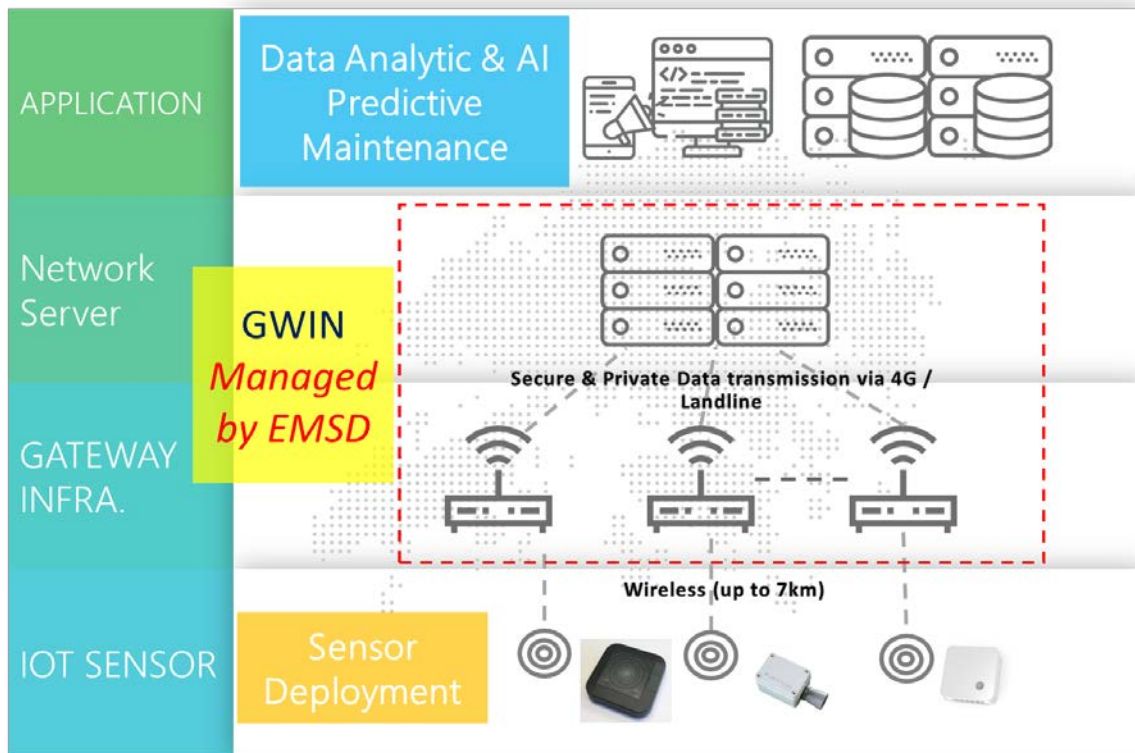 APPLICATION
Data Analytic & AI
Predictive
Maintenance
Network
Server
GWIN
Managed
by EMSD
Secure & Private Data transmission via 4G /
Landline
GATEWAY
INFRA.
Wireless (up to 7km)
IOT SENSOR
Sensor
Deployment